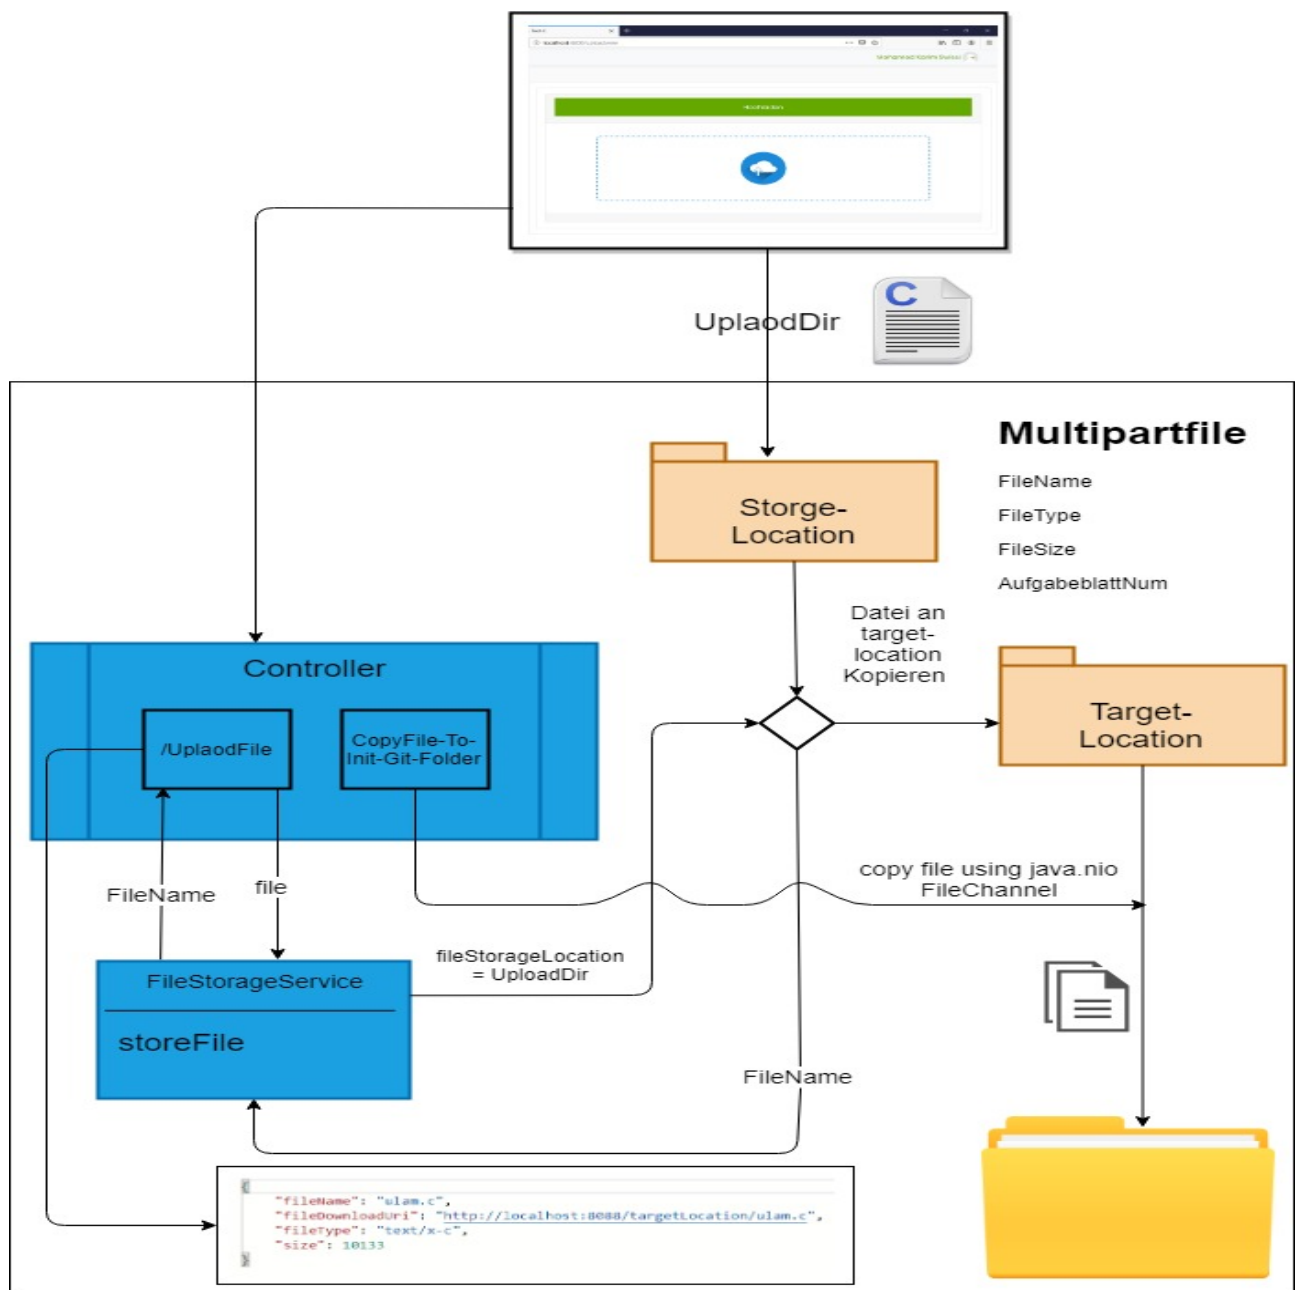 C
UplaodDir
Multipartfile
FileName
FileType
FileSize
AufgabeblattNum
Storge-
Location
Datei an
target-
location
Kopieren
Target-
Location
Controller
/UplaodFile
CopyFile-To-
Init-Git-Folder
FileName
file
copy file using java.nio
FileChannel
fileStorageLocation
= UploadDir
FileStorageService
storeFile
FileName
{
"fileName": "ulam.c",
"fileDownloadUri": "http://localhost:8088/targetLocation/ulam.c",
"fileType": "text/x-c",
"size": 10133
}